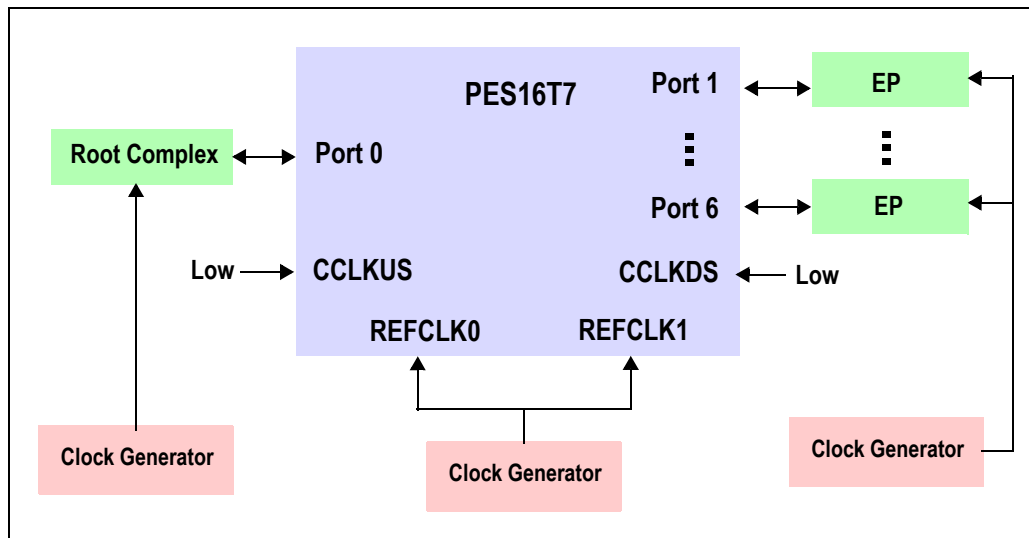 PES16T7
Port 1
EP
Root Complex
Port 0
Port 6
EP
Low
CCLKUS
CCLKDS
Low
REFCLK0
REFCLK1
Clock Generator
Clock Generator
Clock Generator